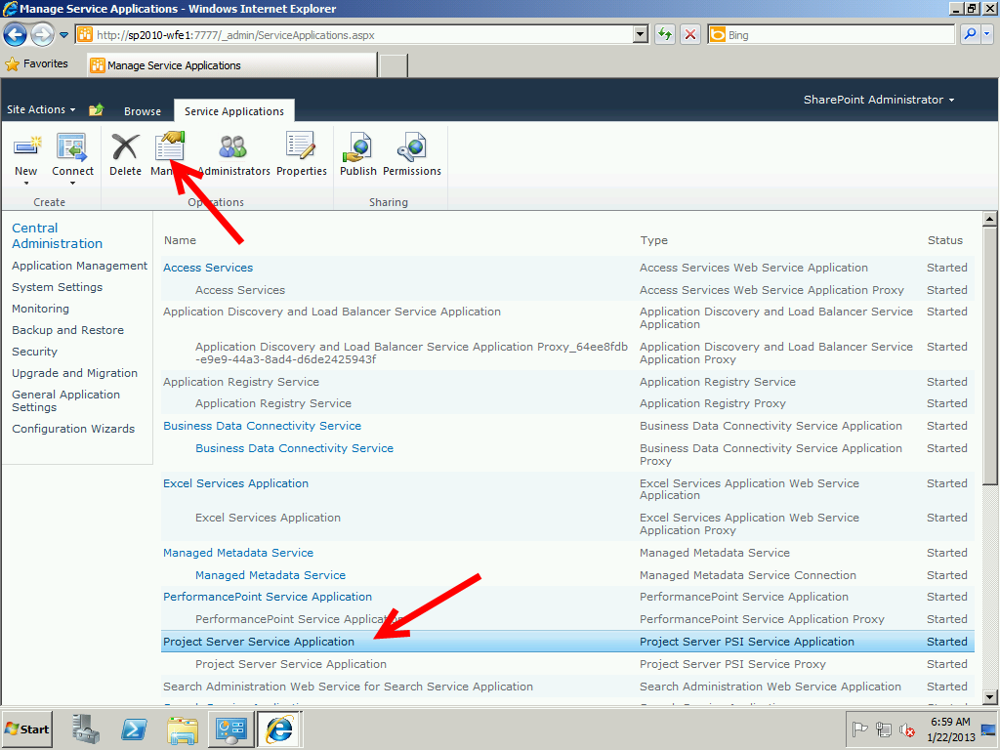 Manage Service Applications - Windows Internet Explorer
http://sp2010-wfe1:7777/_admin/ServiceApplications.aspx
Bing
Favorites
Manage Service Applications
SharePoint Administrator
Site Actions
Browse
Service Applications
New
Connect
Delete
Administrators
Properties
Publish
Permissions
Create
Operations
Sharing
Central
Administration
Application Management
System Settings
Monitoring
Backup and Restore
Security
Upgrade and Migration
General Application
Settings
Configuration Wizards
Name Type Status
Access Services Access Services Web Service Application Started
Access Services Access Services Web Service Application Proxy Started
Application Discovery and Load Balancer Service Application Application Discovery and Load Balancer Service Started
Application
Application Discovery and Load Balancer Service Application Proxy_64ee8fdb Application Discovery and Load Balancer Service Started
-e9e9-44a3-8ad4-d6de2425943f Application Proxy
Application Registry Service Application Registry Service Started
Application Registry Service Application Registry Proxy Started
Business Data Connectivity Service Business Data Connectivity Service Application Started
Business Data Connectivity Service Business Data Connectivity Service Application Started
Proxy
Excel Services Application Excel Services Application Web Service Started
Application
Excel Services Application Excel Services Application Web Service Started
Application Proxy
Managed Metadata Service Managed Metadata Service Started
Managed Metadata Service Managed Metadata Service Connection Started
PerformancePoint Service Application PerformancePoint Service Application Started
PerformancePoint Service PerformancePoint Service Application Proxy Started
Project Server Service Application Project Server PSI Service Application Started
Project Server Service Application Project Server PSI Service Proxy Started
Search Administration Web Service for Search Service Application Search Administration Web Service Application Started
Start
6:59 AM
1/22/2013